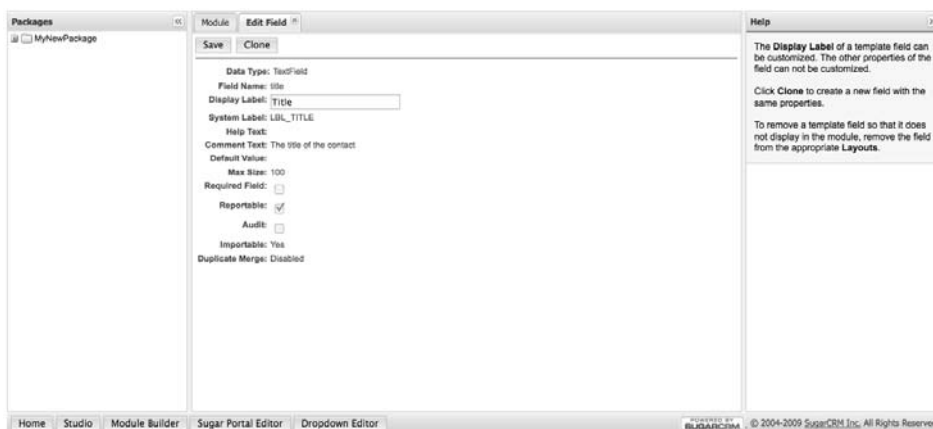 Packages
MyNewPackage
Module Edit Field
Save Clone
Data Type: TextField
Field Name: title
Display Label: Title
System Label: LBL_TITLE
Help Text:
Comment Text: The title of the contact
Default Value:
Max Size: 100
Required Field:
Reportable:
Audit:
Importable: Yes
Duplicate Merge: Disabled
Help
The Display Label of a template field can
be customized. The other properties of the
field can not be customized.
Click Clone to create a new field with the
same properties.
To remove a template field so that it does
not display in the module, remove the field
from the appropriate Layouts.
Home Studio Module Builder Sugar Portal Editor Dropdown Editor
POWERED BY
SUGARCRM
© 2004-2009 SugarCRM Inc. All Rights Reserve